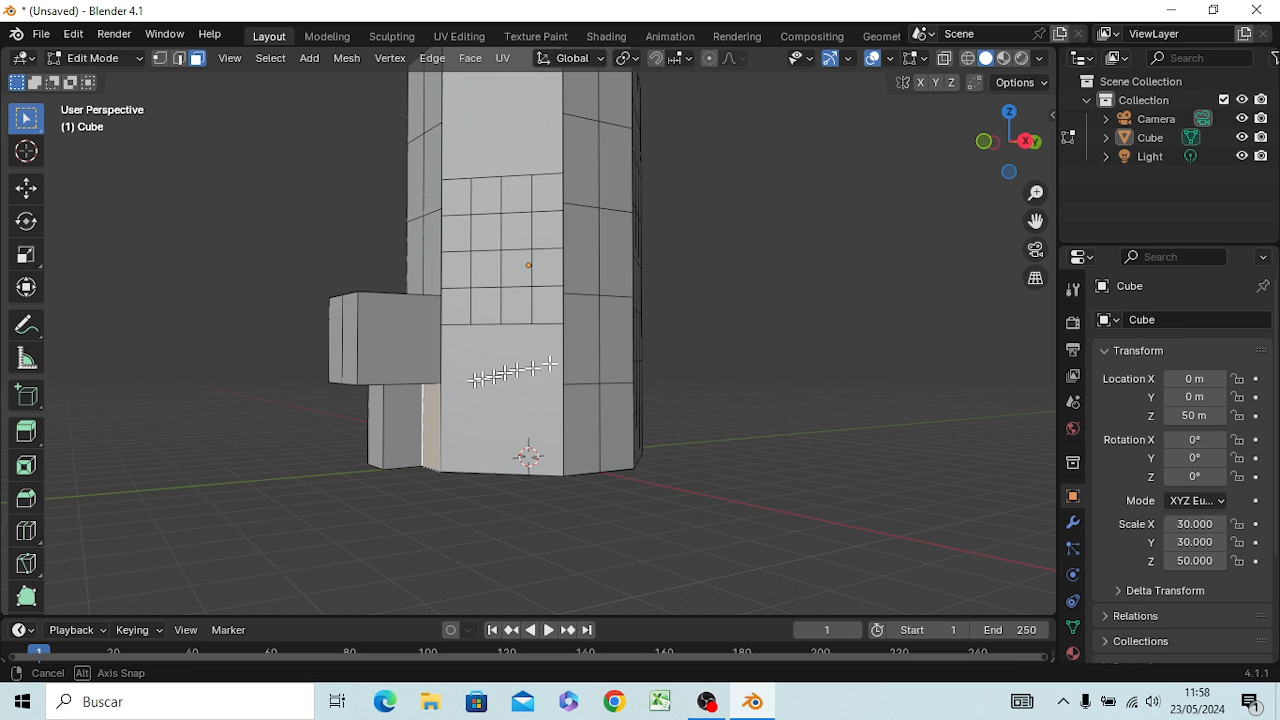 * (Unsaved) - Blender 4.1
File Edit Render Window Help Layout Modeling Sculpting UV Editing Texture Paint Shading Animation Rendering Compositing Geomet Scene ViewLayer
Edit Mode View Select Add Mesh Vertex Edge Face UV Global Search
X Y Z Options
User Perspective
(1) Cube
Scene Collection
Collection
Camera
Cube
Light
Z
X Y
Search
Cube
Cube
Transform
Location X 0 m
Y 0 m
Z 50 m
Rotation X 0°
Y 0°
Z 0°
Mode XYZ Eu...
Scale X 30.000
Y 30.000
Z 50.000
Delta Transform
Relations
Collections
Playback Keying View Marker 1 Start 1 End 250
1 20 40 60 80 100 120 140 160 180 200 220 240
Cancel Alt Axis Snap 4.1.1
Buscar
11:58
23/05/2024
1